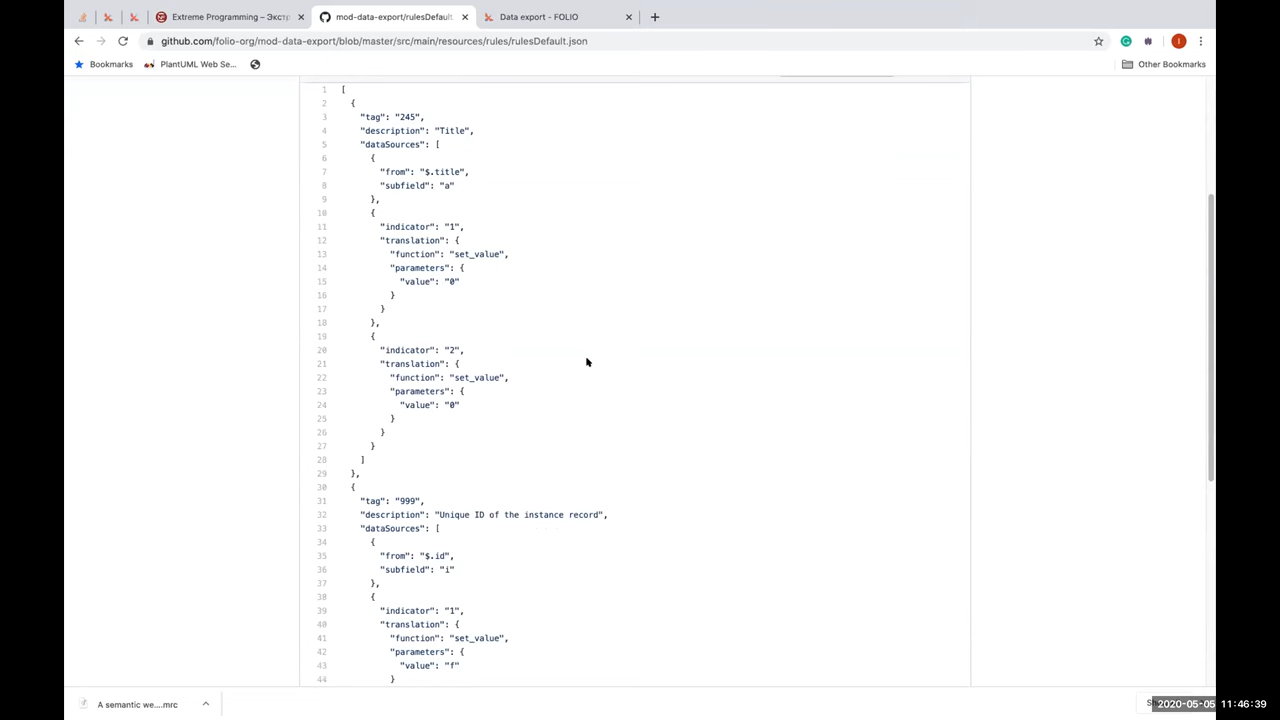 Extreme Programming – Экстр
mod-data-export/rulesDefault.
Data export - FOLIO
github.com/folio-org/mod-data-export/blob/master/src/main/resources/rules/rulesDefault.json
Bookmarks
PlantUML Web Se...
Other Bookmarks
1 [
2 {
3 "tag": "245",
4 "description": "Title",
5 "dataSources": [
6 {
7 "from": "$.title",
8 "subfield": "a"
9 },
10 {
11 "indicator": "1",
12 "translation": {
13 "function": "set_value",
14 "parameters": {
15 "value": "0"
16 }
17 }
18 },
19 {
20 "indicator": "2",
21 "translation": {
22 "function": "set_value",
23 "parameters": {
24 "value": "0"
25 }
26 }
27 }
28 ]
29 },
30 {
31 "tag": "999",
32 "description": "Unique ID of the instance record",
33 "dataSources": [
34 {
35 "from": "$.id",
36 "subfield": "i"
37 },
38 {
39 "indicator": "1",
40 "translation": {
41 "function": "set_value",
42 "parameters": {
43 "value": "f"
44 }
A semantic we....mrc
2020-05-05 11:46:39